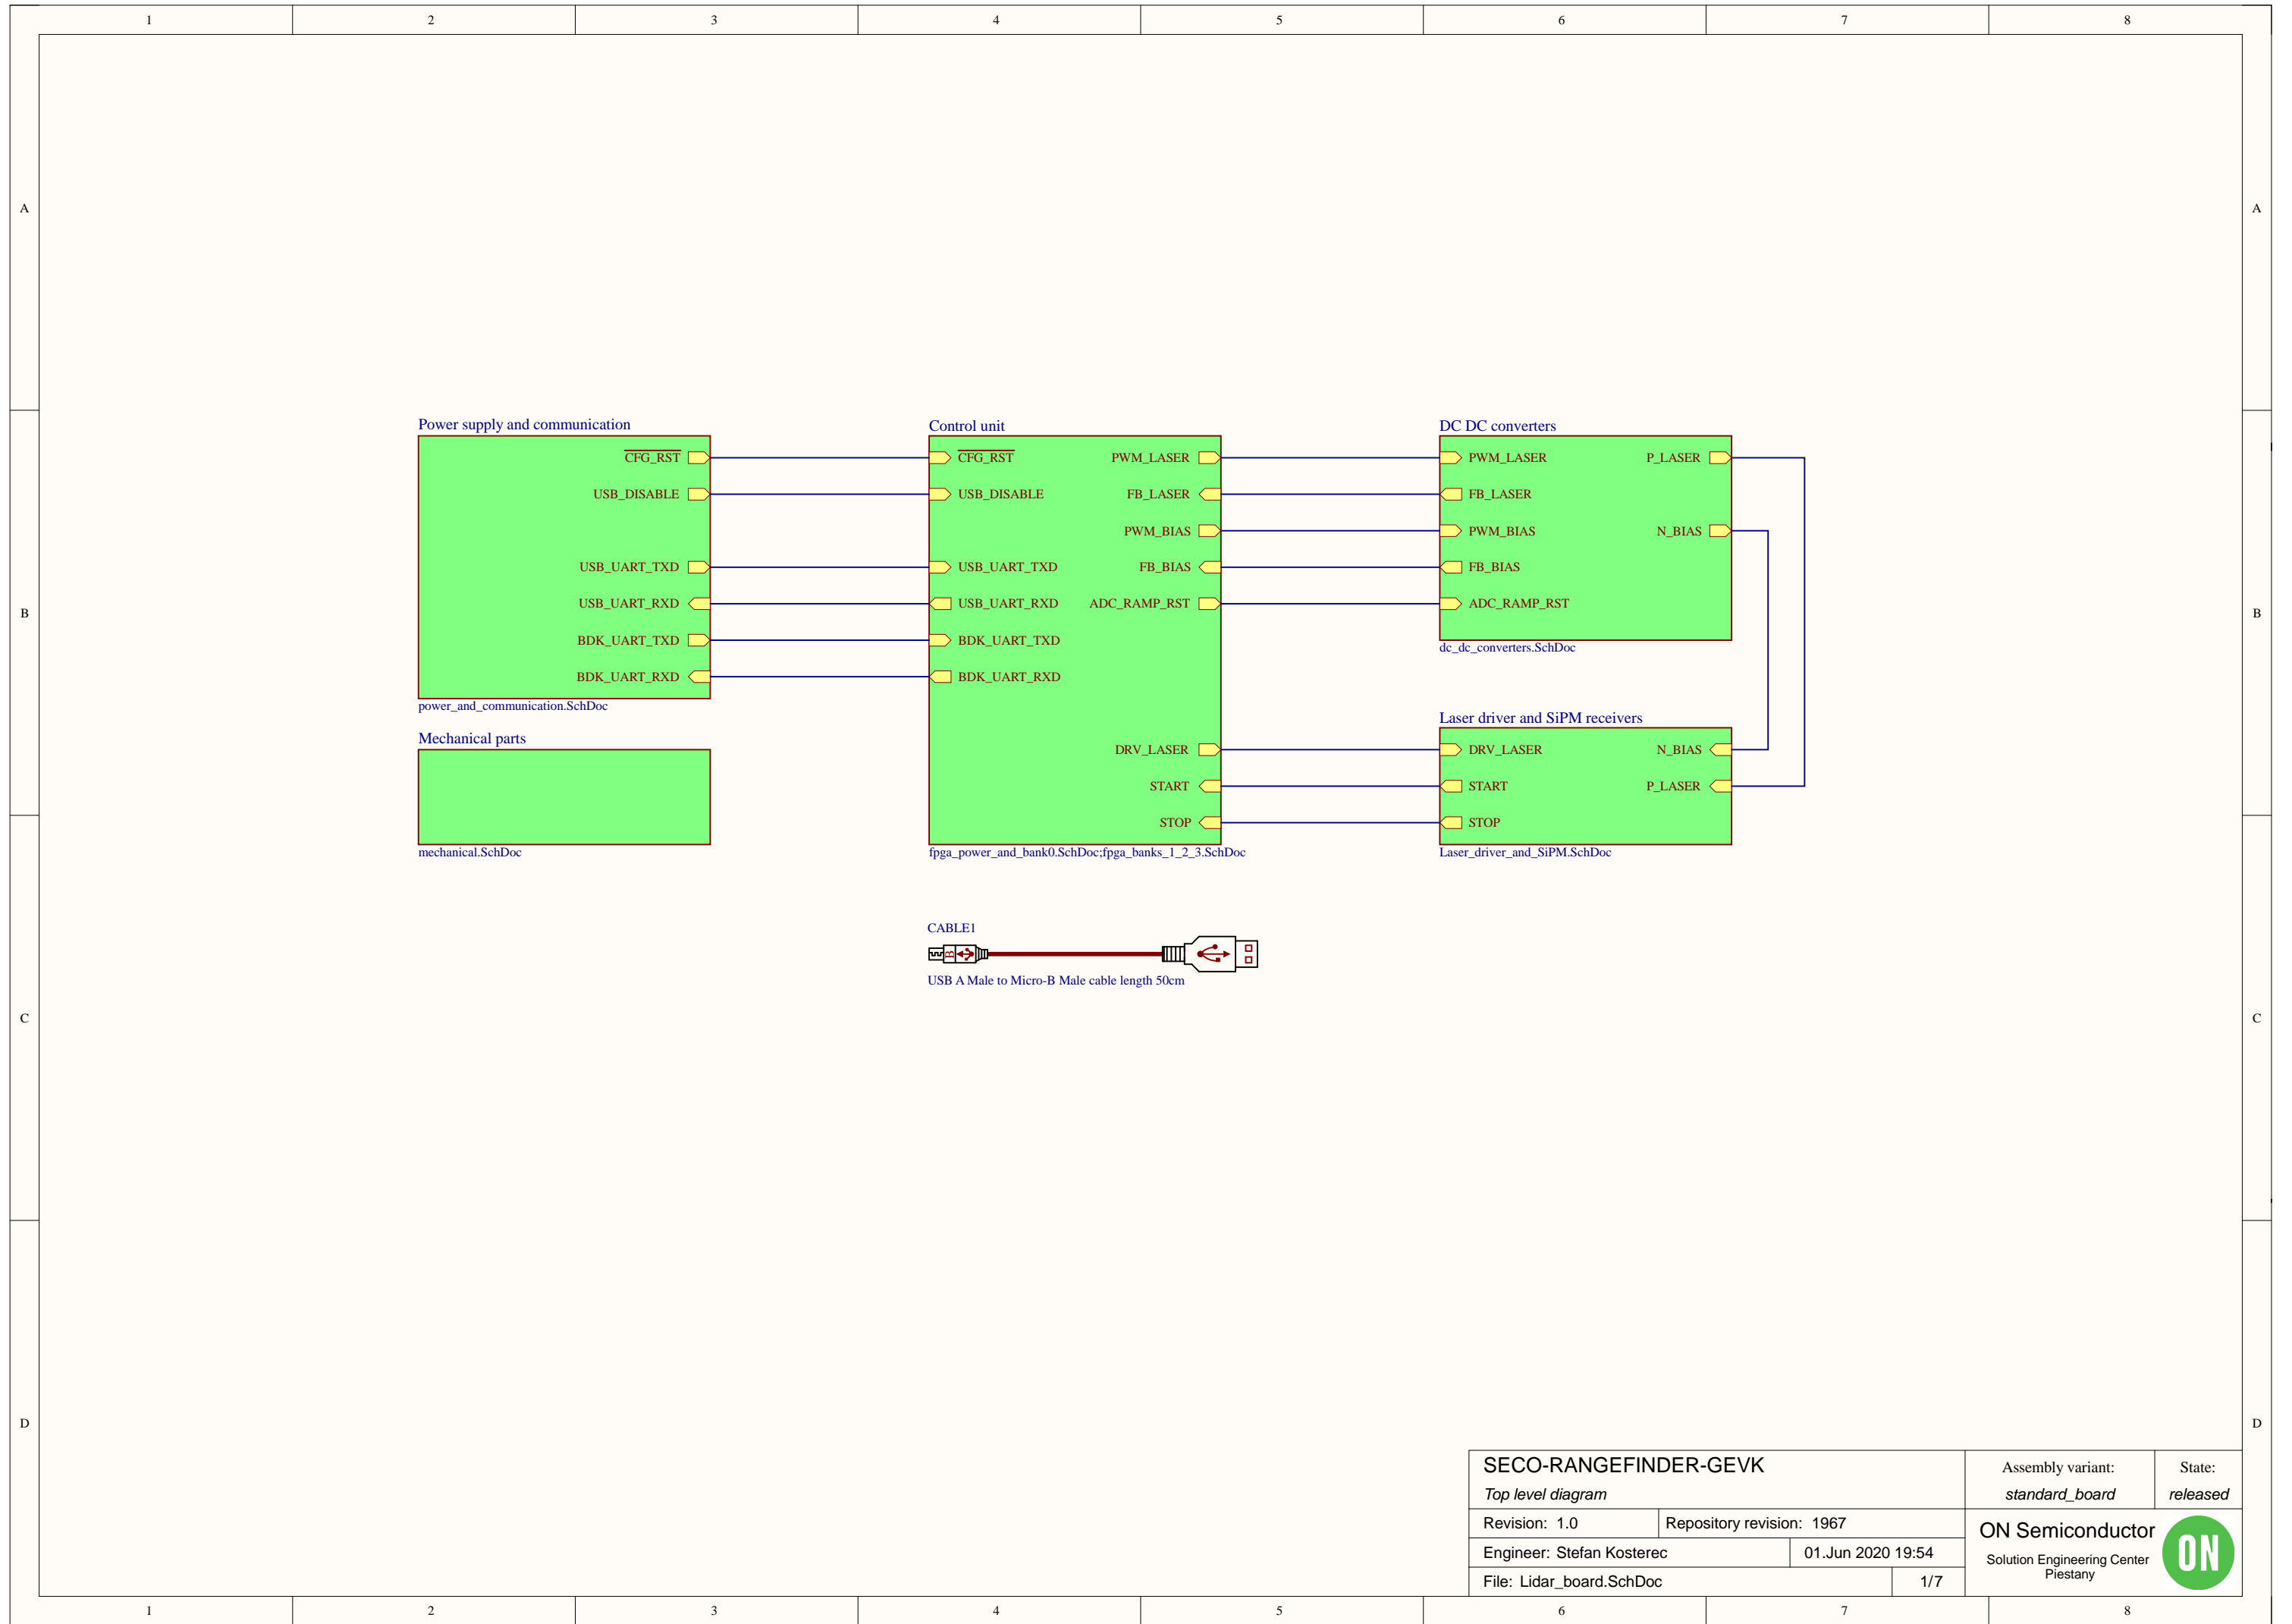 1 2 3 4 5 6 7 8
A A
Power supply and communication
CFG_RST
USB_DISABLE
USB_UART_TXD
USB_UART_RXD
BDK_UART_TXD
BDK_UART_RXD
power_and_communication.SchDoc
Mechanical parts
mechanical.SchDoc
Control unit
CFG_RST PWM_LASER
USB_DISABLE FB_LASER
PWM_BIAS
USB_UART_TXD FB_BIAS
USB_UART_RXD ADC_RAMP_RST
BDK_UART_TXD
BDK_UART_RXD
DRV_LASER
START
STOP
fpga_power_and_bank0.SchDoc;fpga_banks_1_2_3.SchDoc
DC DC converters
PWM_LASER P_LASER
FB_LASER
PWM_BIAS N_BIAS
FB_BIAS
ADC_RAMP_RST
dc_dc_converters.SchDoc
Laser driver and SiPM receivers
DRV_LASER N_BIAS
START P_LASER
STOP
Laser_driver_and_SiPM.SchDoc
B B
CABLE1
B
USB A Male to Micro-B Male cable length 50cm
C C
D D
SECO-RANGEFINDER-GEVK
Top level diagram
Assembly variant:
standard_board
State:
released
Revision: 1.0 Repository revision: 1967
Engineer: Stefan Kosterec 01.Jun 2020 19:54
File: Lidar_board.SchDoc 1/7
ON Semiconductor
Solution Engineering Center
Piestany
ON
1 2 3 4 5 6 7 8